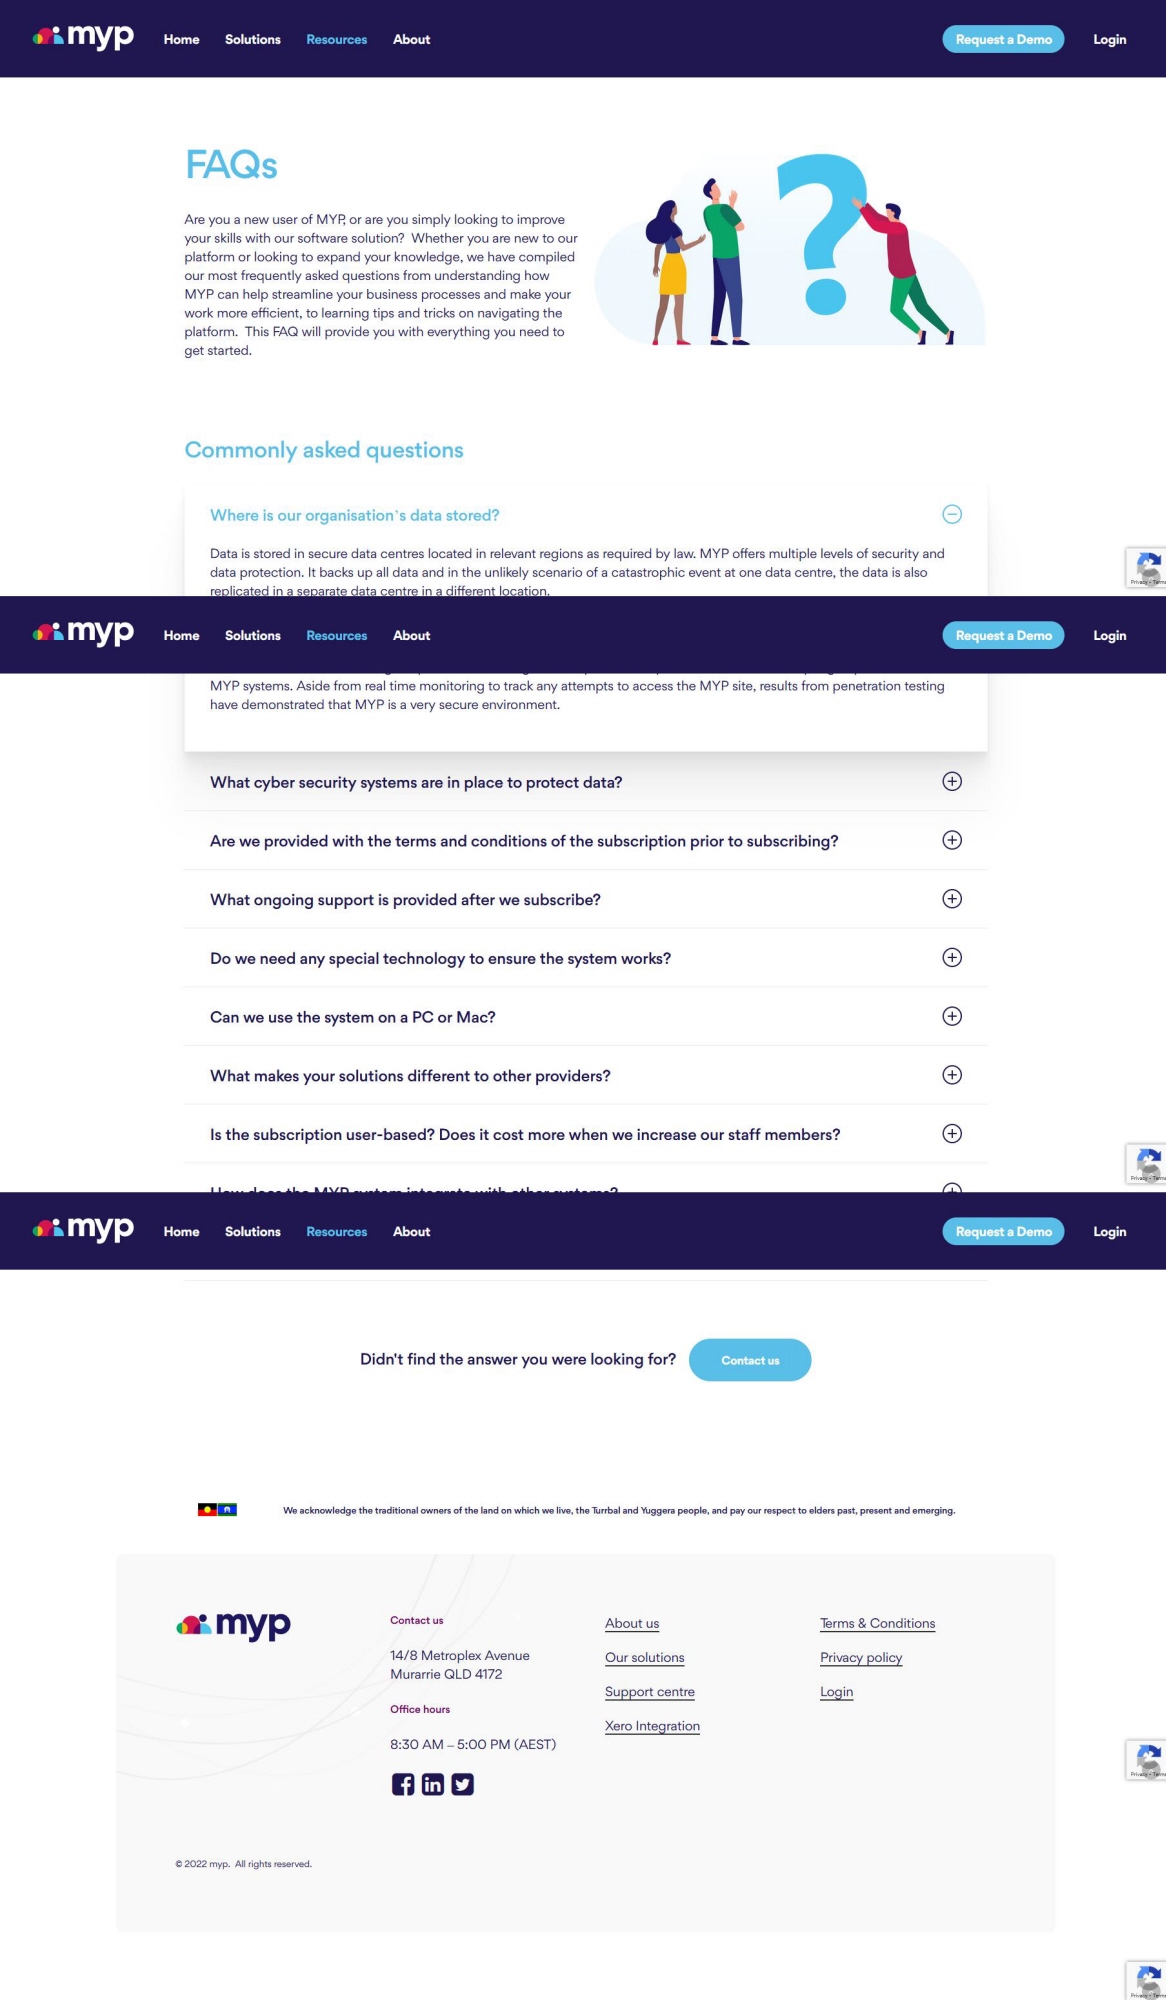 myp
Home
Solutions
Resources
About
Request a Demo
Login
FAQs
Are you a new user of MYP, or are you simply looking to improve
your skills with our software solution?  Whether you are new to our
platform or looking to expand your knowledge, we have compiled
our most frequently asked questions from understanding how
MYP can help streamline your business processes and make your
work more efficient, to learning tips and tricks on navigating the
platform.  This FAQ will provide you with everything you need to
get started.
?
Commonly asked questions
Where is our organisation's data stored?
Data is stored in secure data centres located in relevant regions as required by law. MYP offers multiple levels of security and
data protection. It backs up all data and in the unlikely scenario of a catastrophic event at one data centre, the data is also
replicated in a separate data centre in a different location.
Privacy - Terms
myp
Home
Solutions
Resources
About
Request a Demo
Login
MYP systems. Aside from real time monitoring to track any attempts to access the MYP site, results from penetration testing
have demonstrated that MYP is a very secure environment.
What cyber security systems are in place to protect data?
Are we provided with the terms and conditions of the subscription prior to subscribing?
What ongoing support is provided after we subscribe?
Do we need any special technology to ensure the system works?
Can we use the system on a PC or Mac?
What makes your solutions different to other providers?
Is the subscription user-based? Does it cost more when we increase our staff members?
Privacy - Terms
How does the MYP system integrate with other systems?
myp
Home
Solutions
Resources
About
Request a Demo
Login
Didn't find the answer you were looking for?
Contact us
We acknowledge the traditional owners of the land on which we live, the Turrbal and Yuggera people, and pay our respect to elders past, present and emerging.
myp
Contact us
14/8 Metroplex Avenue
Murarrie QLD 4172
Office hours
8:30 AM – 5:00 PM (AEST)
About us
Our solutions
Support centre
Xero Integration
Terms & Conditions
Privacy policy
Login
Privacy - Terms
© 2022 myp.  All rights reserved.
Privacy - Terms